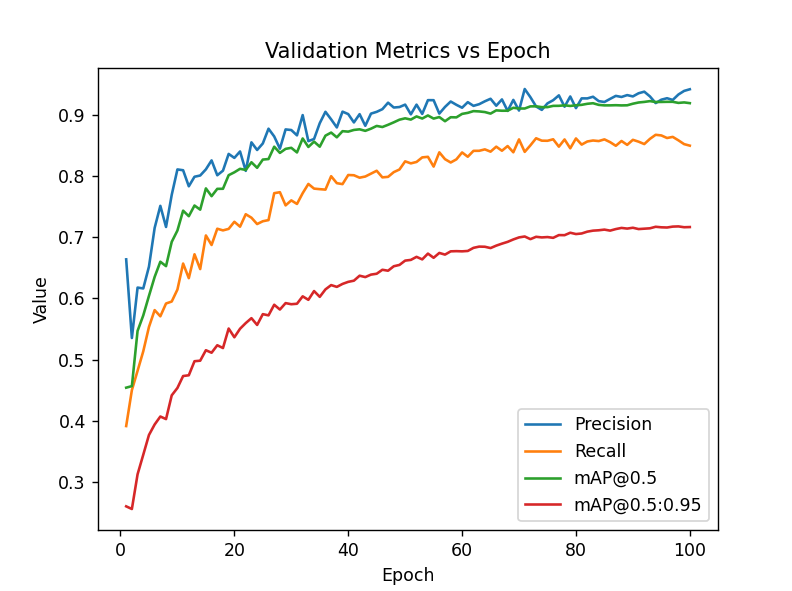 Validation Metrics vs Epoch
Value
0.9
0.8
0.7
0.6
0.5
0.4
0.3
Precision
Recall
mAP@0.5
mAP@0.5:0.95
0 20 40 60 80 100
Epoch